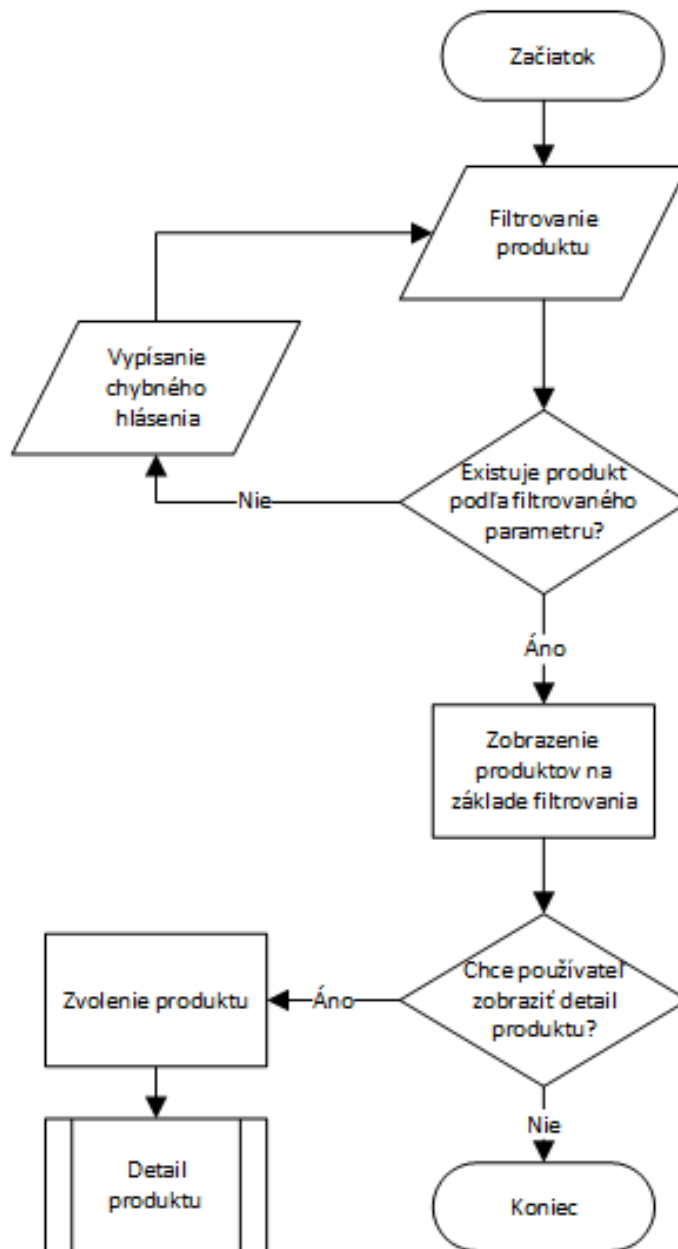 Začiatok
Filtrovanie
produktu
Vypísanie
chybného
hlásenia
Existuje produkt
podľa filtrovaného
parametru?
Nie
Áno
Zobrazenie
produktov na
základe filtrovania
Chce používateľ
zobraziť detail
produktu?
Áno
Zvolenie produktu
Nie
Detail
produktu
Koniec